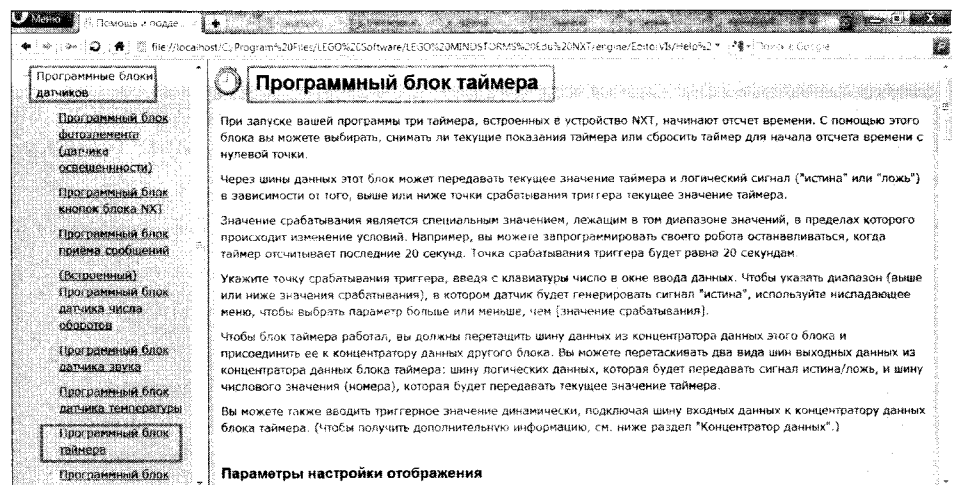 Меню
Помощь и подде...
file://localhost/C:/Program%20Files/LEGO%20Software/LEGO%20MINDSTORMS%20Edu%20NXT/engine/EditorVIs/Help%2
Программные блоки
датчиков
Программный блок
фотоэлемента
(датчика
освещенности)
Программный блок
кнопок блока NXT
Программный блок
приёма сообщений
(Встроенный)
Программный блок
датчика числа
оборотов
Программный блок
датчика звука
Программный блок
датчика температуры
Программный блок
таймера
Программный блок
Программный блок таймера
При запуске вашей программы три таймера, встроенных в устройство NXT, начинают отсчет времени. С помощью этого
блока вы можете выбирать, снимать ли текущие показания таймера или сбросить таймер для начала отсчета времени с
нулевой точки.
Через шины данных этот блок может передавать текущее значение таймера и логический сигнал ("истина" или "ложь")
в зависимости от того, выше или ниже точки срабатывания триггера текущее значение таймера.
Значение срабатывания является специальным значением, лежащим в том диапазоне значений, в пределах которого
происходит изменение условий. Например, вы можете запрограммировать своего робота останавливаться, когда
таймер отсчитывает последние 20 секунд. Точка срабатывания триггера будет равна 20 секундам
Укажите точку срабатывания триггера, введя с клавиатуры число в окне ввода данных. Чтобы указать диапазон (выше
или ниже значения срабатывания), в котором датчик будет генерировать сигнал "истина", используйте ниспадающее
меню, чтобы выбрать параметр больше или меньше, чем (значение срабатывания).
Чтобы блок таймера работал, вы должны перетащить шину данных из концентратора данных этого блока и
присоединить ее к концентратору данных другого блока. Вы можете перетаскивать два вида шин выходных данных из
концентратора данных блока таймера: шину логических данных, которая будет передавать сигнал истина/ложь, и шину
числового значения (номера), которая будет передавать текущее значение таймера.
Вы можете также вводить триггерное значение динамически, подключая шину входных данных к концентратору данных
блока таймера. (Чтобы получить дополнительную информацию, см. ниже раздел "Концентратор данных".)
Параметры настройки отображения